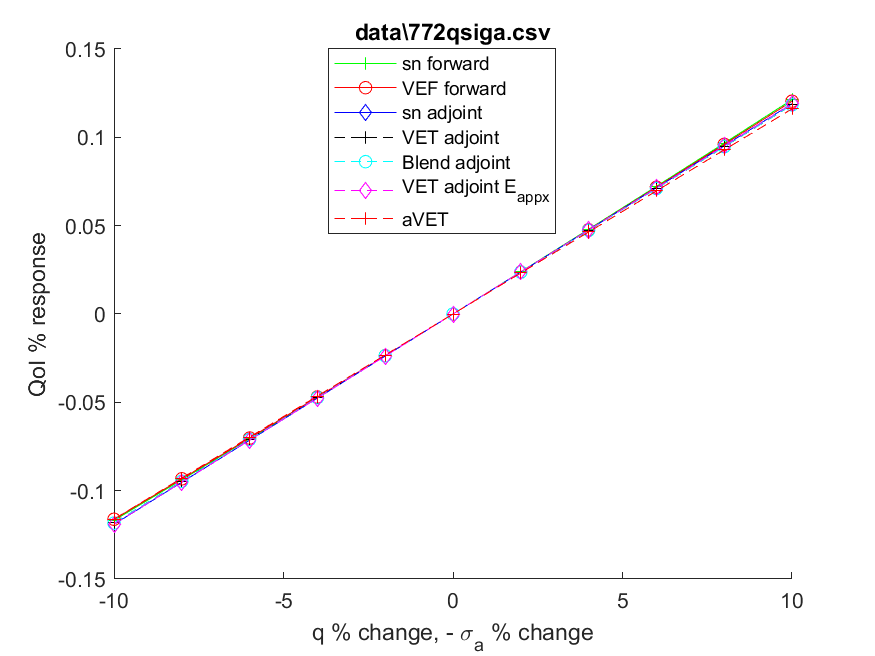 data\772qsiga.csv
sn forward
VEF forward
sn adjoint
VET adjoint
Blend adjoint
VET adjoint E_appx
aVET
0.15
0.1
0.05
0
-0.05
-0.1
-0.15
QoI % response
-10
-5
0
5
10
q % change, - σ_a % change